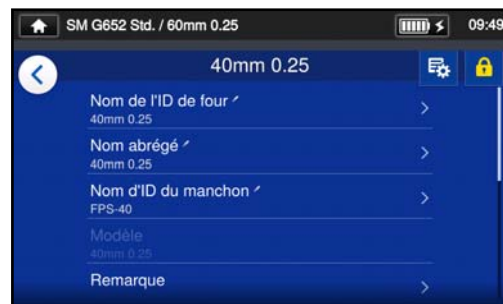 SM G652 Std. / 60mm 0.25
09:49
40mm 0.25
Nom de l'ID de four
40mm 0.25
Nom abrégé
40mm 0.25
Nom d'ID du manchon
FPS-40
Modèle
40mm 0.25
Remarque